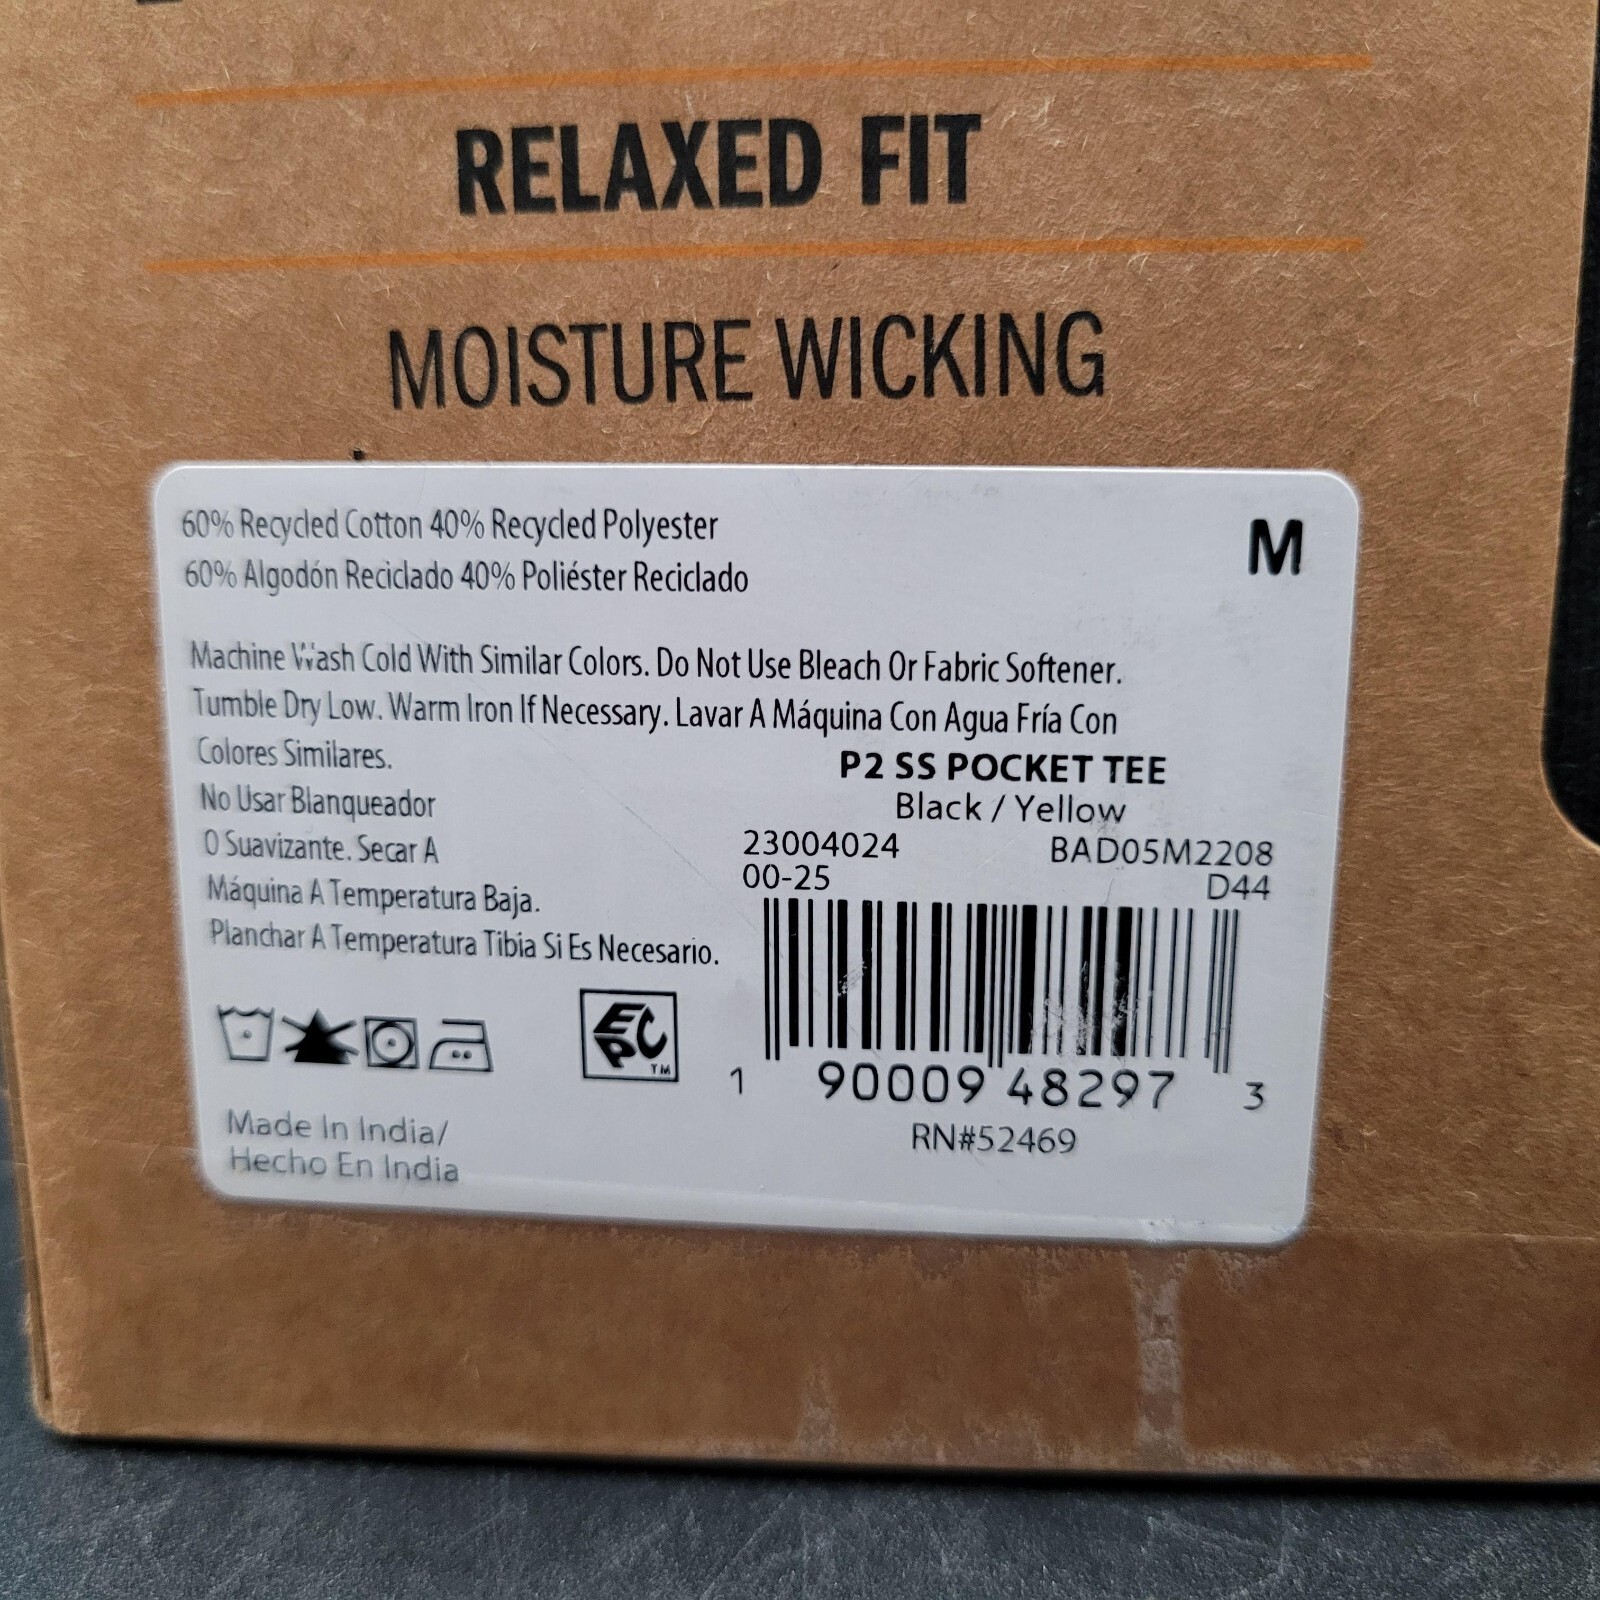 RELAXED FIT
MOISTURE WICKING
60% Recycled Cotton 40% Recycled Polyester
60% Algodón Reciclado 40% Poliéster Reciclado
M
Machine Wash Cold With Similar Colors. Do Not Use Bleach Or Fabric Softener.
Tumble Dry Low. Warm Iron If Necessary. Lavar A Máquina Con Agua Fría Con
Colores Similares.
No Usar Blanqueador
O Suavizante. Secar A
Máquina A Temperatura Baja.
Planchar A Temperatura Tibia Si Es Necesario.
P2 SS POCKET TEE
Black / Yellow
23004024 BAD05M2208
00-25 D44
EPC TM
1 90009 48297 3
RN#52469
Made In India/
Hecho En India